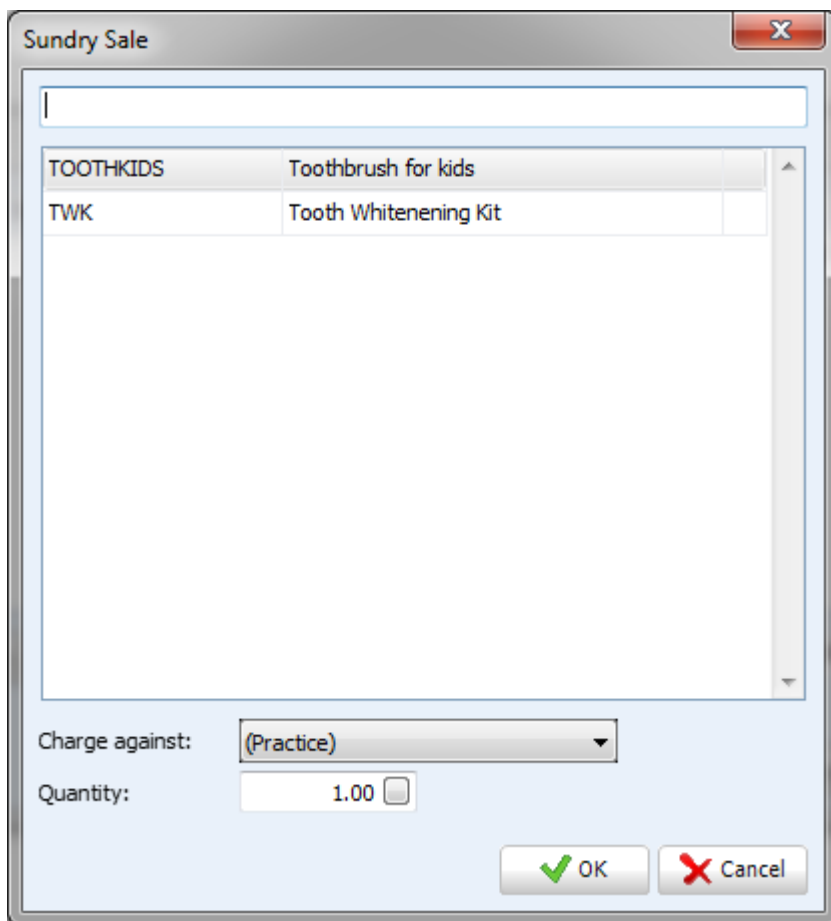 Sundry Sale
TOOTHKIDS Toothbrush for kids
TWK Tooth Whitenening Kit
Charge against: (Practice)
Quantity: 1.00
OK Cancel